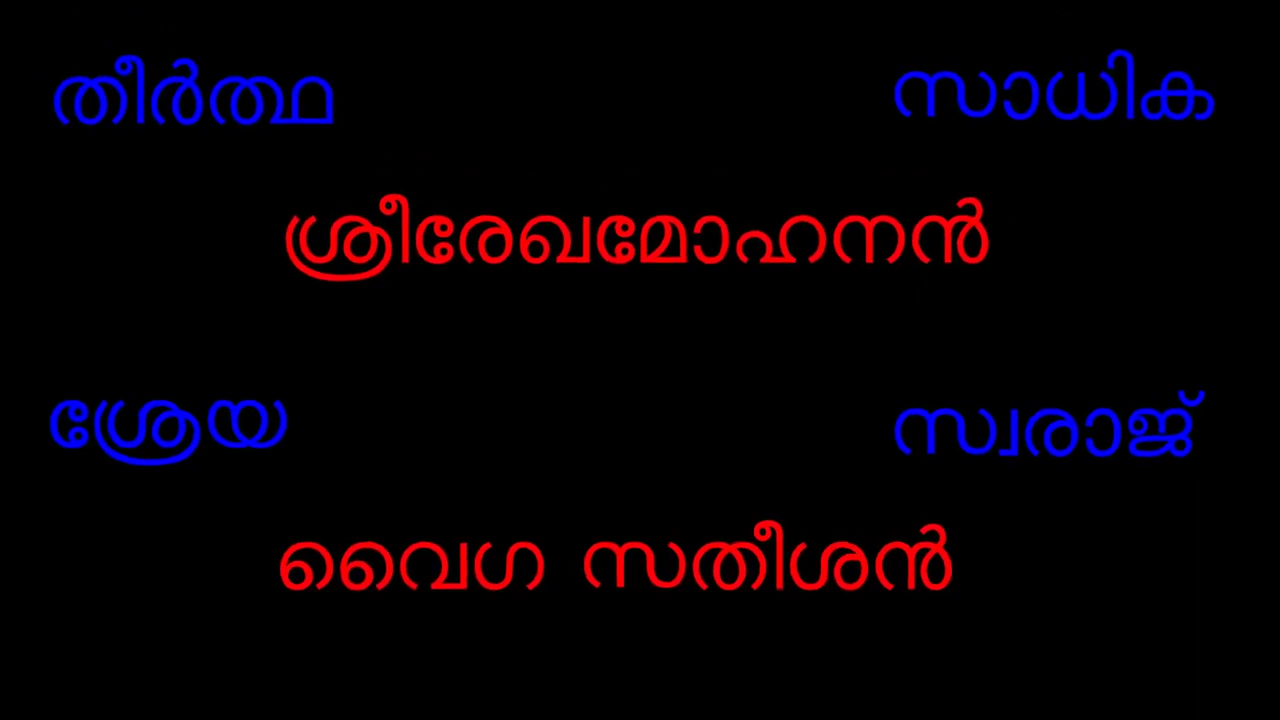 തീർത്ഥ സാധിക
ശ്രീരേഖമോഹനൻ
ശ്രേയ സ്വരാജ്
വൈഗ സതീശൻ